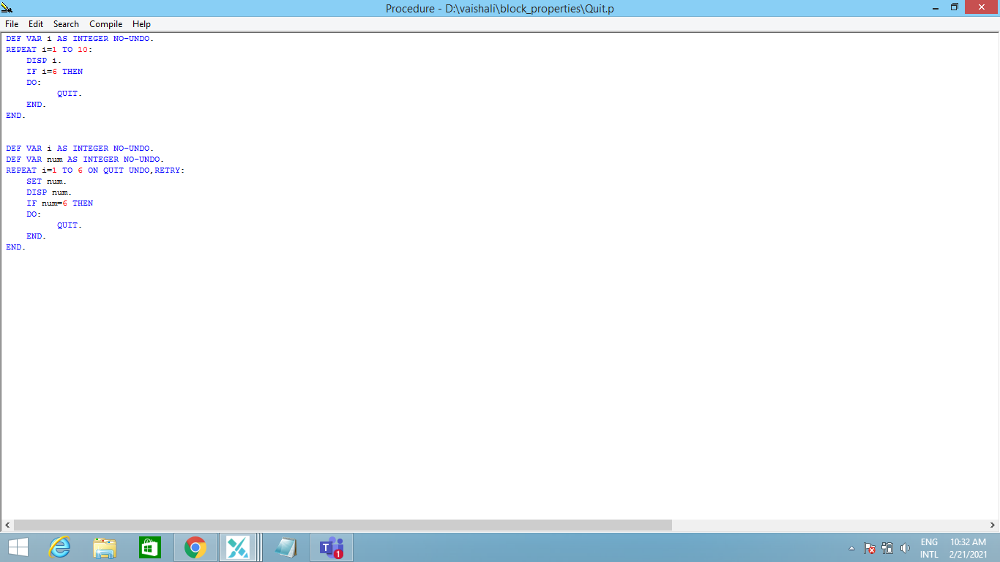 Procedure - D:\vaishali\block_properties\Quit.p
File Edit Search Compile Help
DEF VAR i AS INTEGER NO-UNDO.
REPEAT i=1 TO 10:
    DISP i.
    IF i=6 THEN
    DO:
          QUIT.
    END.
END.
DEF VAR i AS INTEGER NO-UNDO.
DEF VAR num AS INTEGER NO-UNDO.
REPEAT i=1 TO 6 ON QUIT UNDO,RETRY:
    SET num.
    DISP num.
    IF num=6 THEN
    DO:
          QUIT.
    END.
END.
T 1
ENG 10:32 AM
INTL 2/21/2021